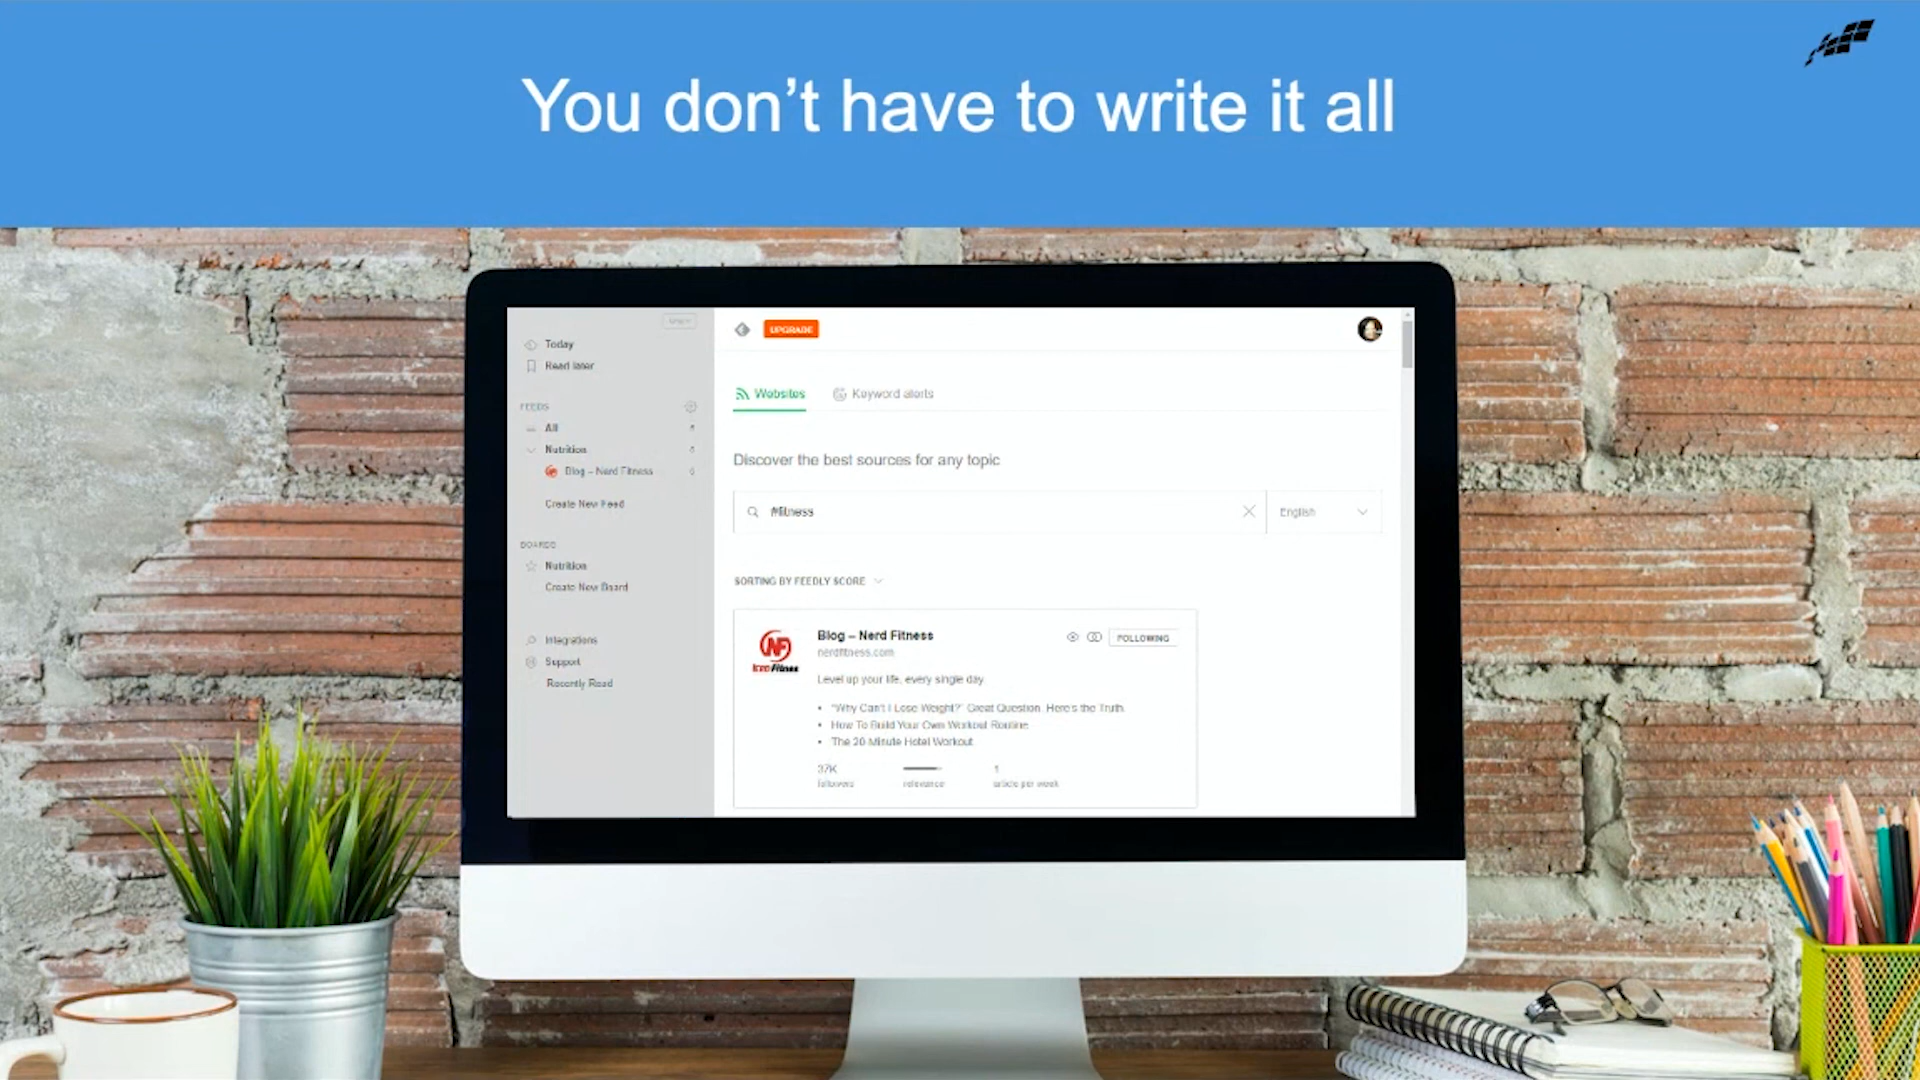 You don’t have to write it all
UPGRADE
Today
Read later
FEEDS
All
Nutrition
Blog – Nerd Fitness
Create New Feed
BOARDS
Nutrition
Create New Board
Integrations
Support
Recently Read
Websites
Keyword alerts
Discover the best sources for any topic
#fitness
English
SORTING BY FEEDLY SCORE
Blog – Nerd Fitness
FOLLOWING
nerdfitness.com
Level up your life, every single day.
• “Why Can’t I Lose Weight?” Great Question. Here’s the Truth.
• How To Build Your Own Workout Routine
• The 20 Minute Hotel Workout
37K
followers
relevance
1
article per week